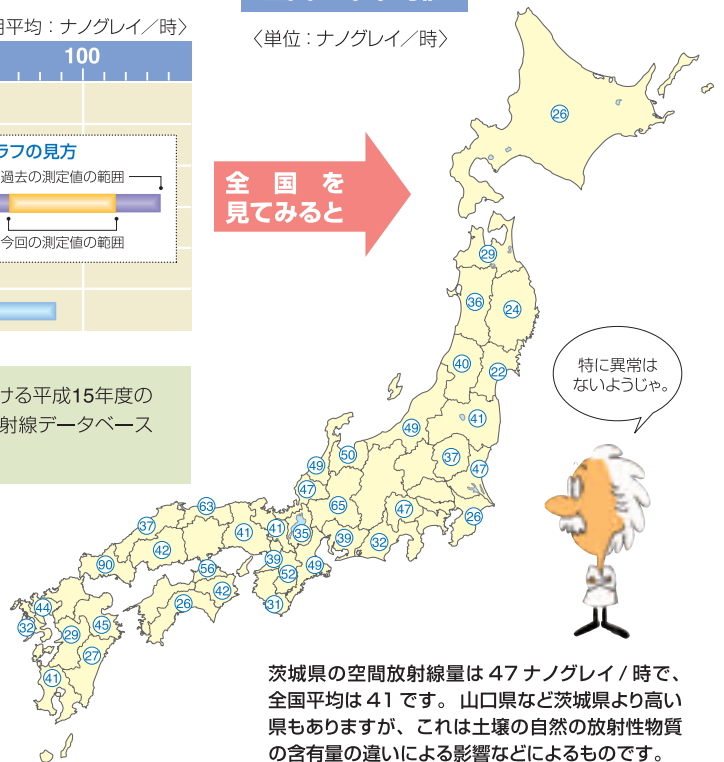 月平均：ナノグレイ／時〉
100
フの見方
過去の測定値の範囲
今回の測定値の範囲
ける平成15年度の
射線データベース
〈単位：ナノグレイ／時〉
全国を
見てみると
26
29
36
24
40
22
41
49
37
47
50
49
47
65
47
26
39
32
63
37
41
41
35
42
90
39
52
49
56
42
26
31
44
32
29
45
27
41
特に異常は
ないようじゃ。
茨城県の空間放射線量は47ナノグレイ/時で、
全国平均は41です。山口県など茨城県より高い
県もありますが、これは土壌の自然の放射性物質
の含有量の違いによる影響などによるものです。